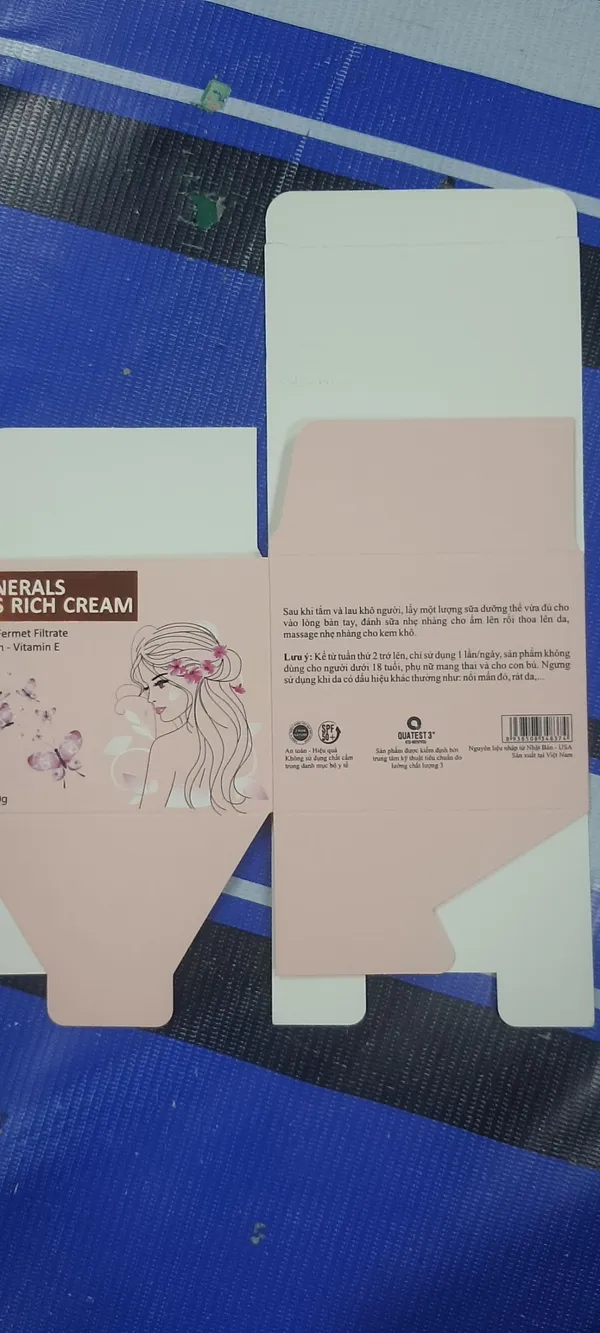 NERALS
S RICH CREAM
Fermet Filtrate
- Vitamin E
g
Sau khi tắm và lau khô người, lấy một lượng sữa dưỡng thể vừa đủ cho
vào lòng bàn tay, đánh sữa nhẹ nhàng cho ấm lên rồi thoa lên da,
massage nhẹ nhàng cho kem khô.
Lưu ý: Kể từ tuần thứ 2 trở lên, chỉ sử dụng 1 lần/ngày, sản phẩm không
dùng cho người dưới 18 tuổi, phụ nữ mang thai và cho con bú. Ngưng
sử dụng khi da có dấu hiệu khác thường như: nổi mẩn đỏ, rát da,...
SPF
50+
An toàn - Hiệu quả
Không sử dụng chất cấm
trong danh mục bộ y tế
QUATEST 3®
Sản phẩm được kiểm định bởi
trung tâm kỹ thuật tiêu chuẩn đo
lường chất lượng 3
Nguyên liệu nhập từ Nhật Bản - USA
Sản xuất tại Việt Nam